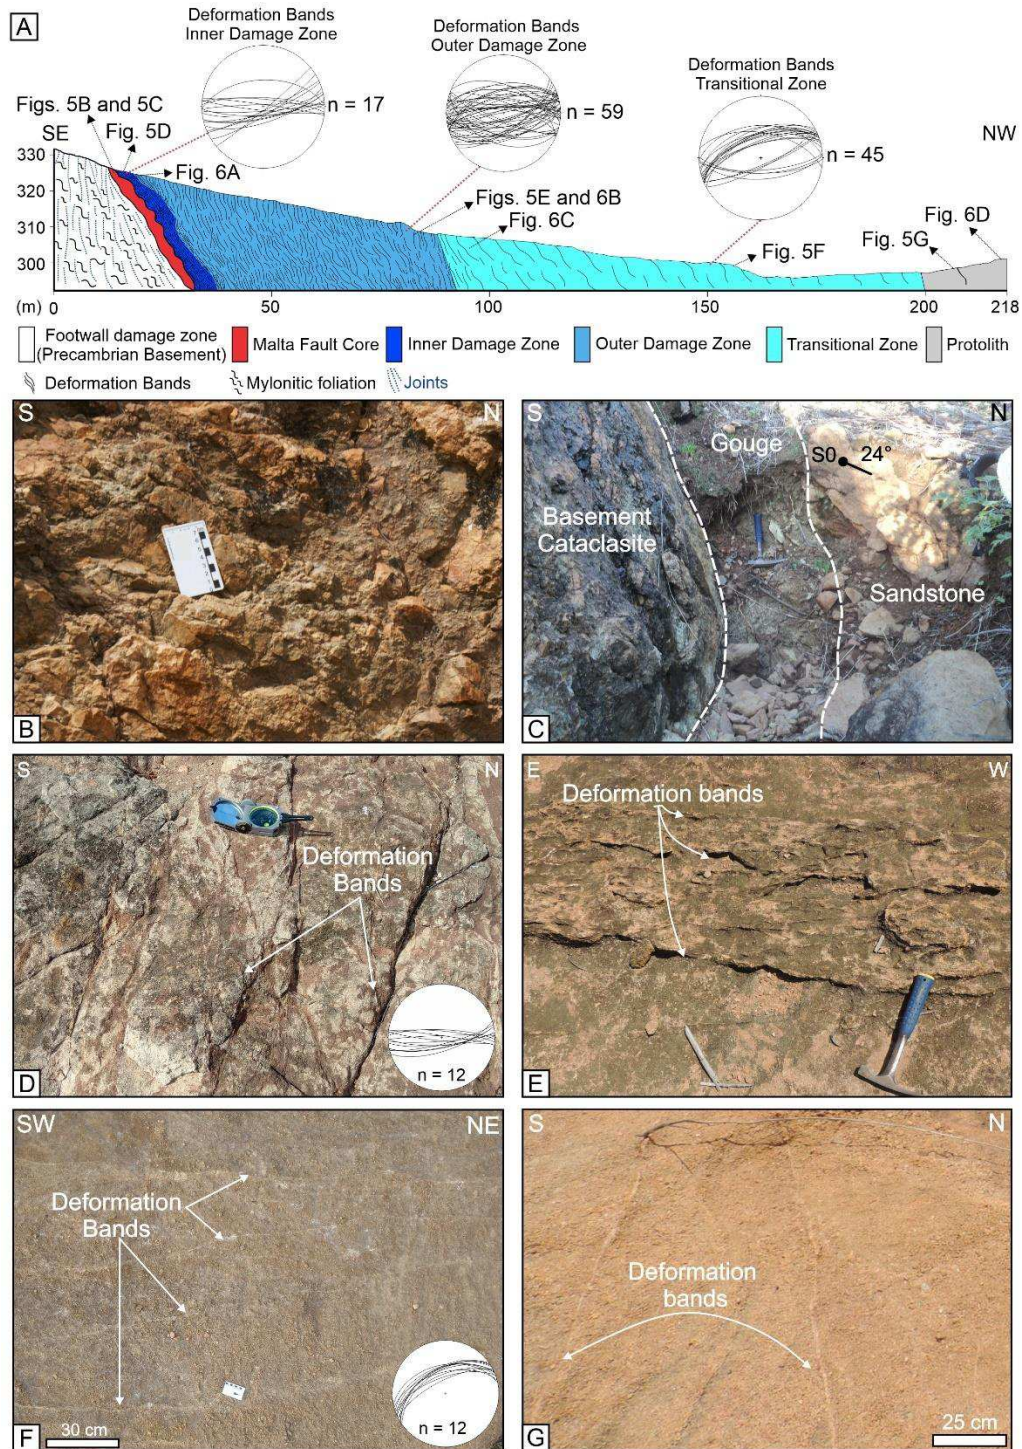 A
Deformation Bands
Inner Damage Zone
n = 17
Deformation Bands
Outer Damage Zone
n = 59
Deformation Bands
Transitional Zone
n = 45
Figs. 5B and 5C
SE
Fig. 5D
Fig. 6A
Figs. 5E and 6B
Fig. 6C
Fig. 5F
NW
Fig. 6D
Fig. 5G
330
320
310
300
(m) 0 50 100 150 200 218
Footwall damage zone
(Precambrian Basement)
Malta Fault Core
Inner Damage Zone
Outer Damage Zone
Transitional Zone
Protolith
Deformation Bands
Mylonitic foliation
Joints
S N
B
S N
Gouge
S0 24°
Basement
Cataclasite
Sandstone
C
S N
Deformation
Bands
n = 12
D
E W
Deformation bands
E
SW NE
Deformation
Bands
n = 12
F 30 cm
S N
Deformation
bands
G 25 cm